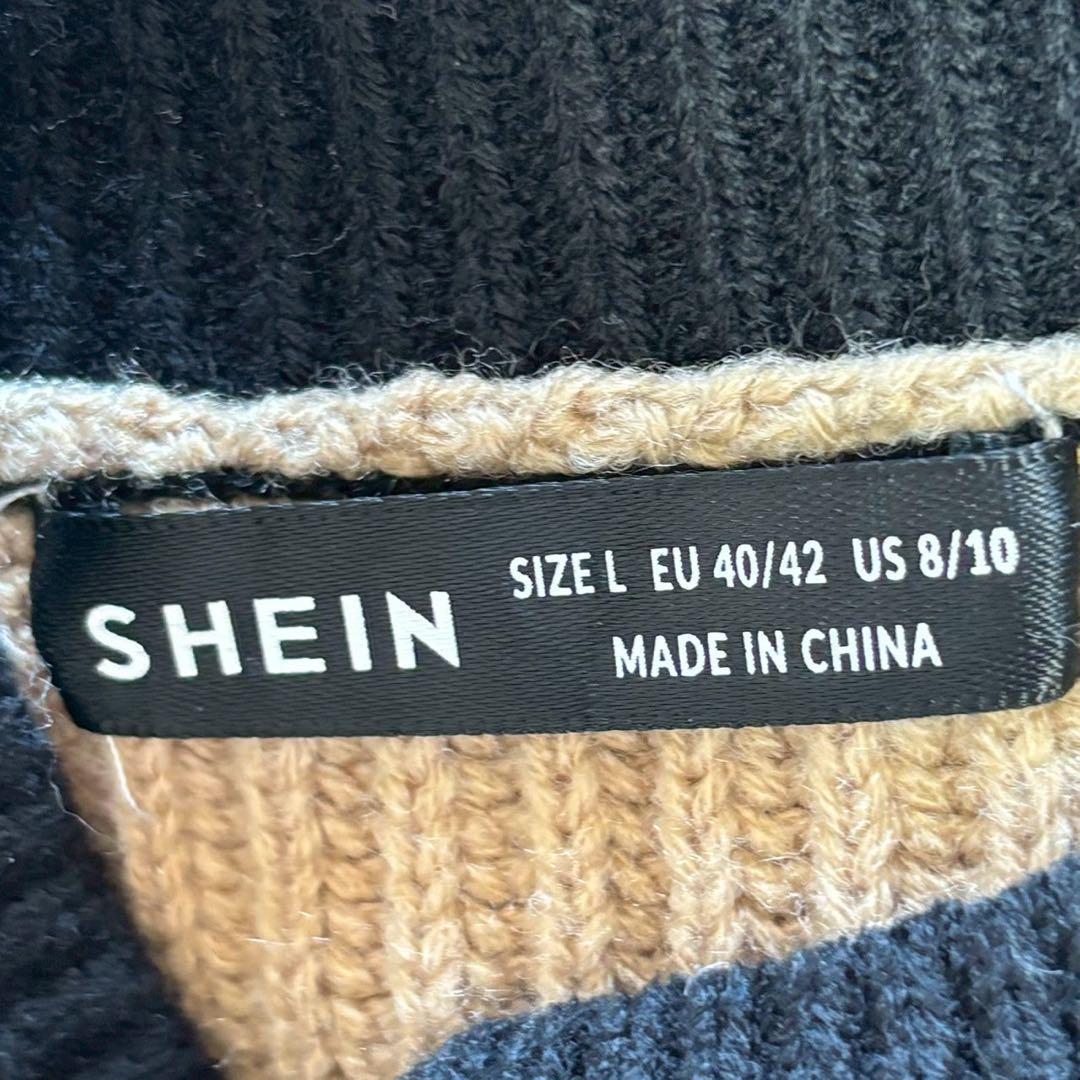 SHEIN
SIZE L EU 40/42 US 8/10
MADE IN CHINA